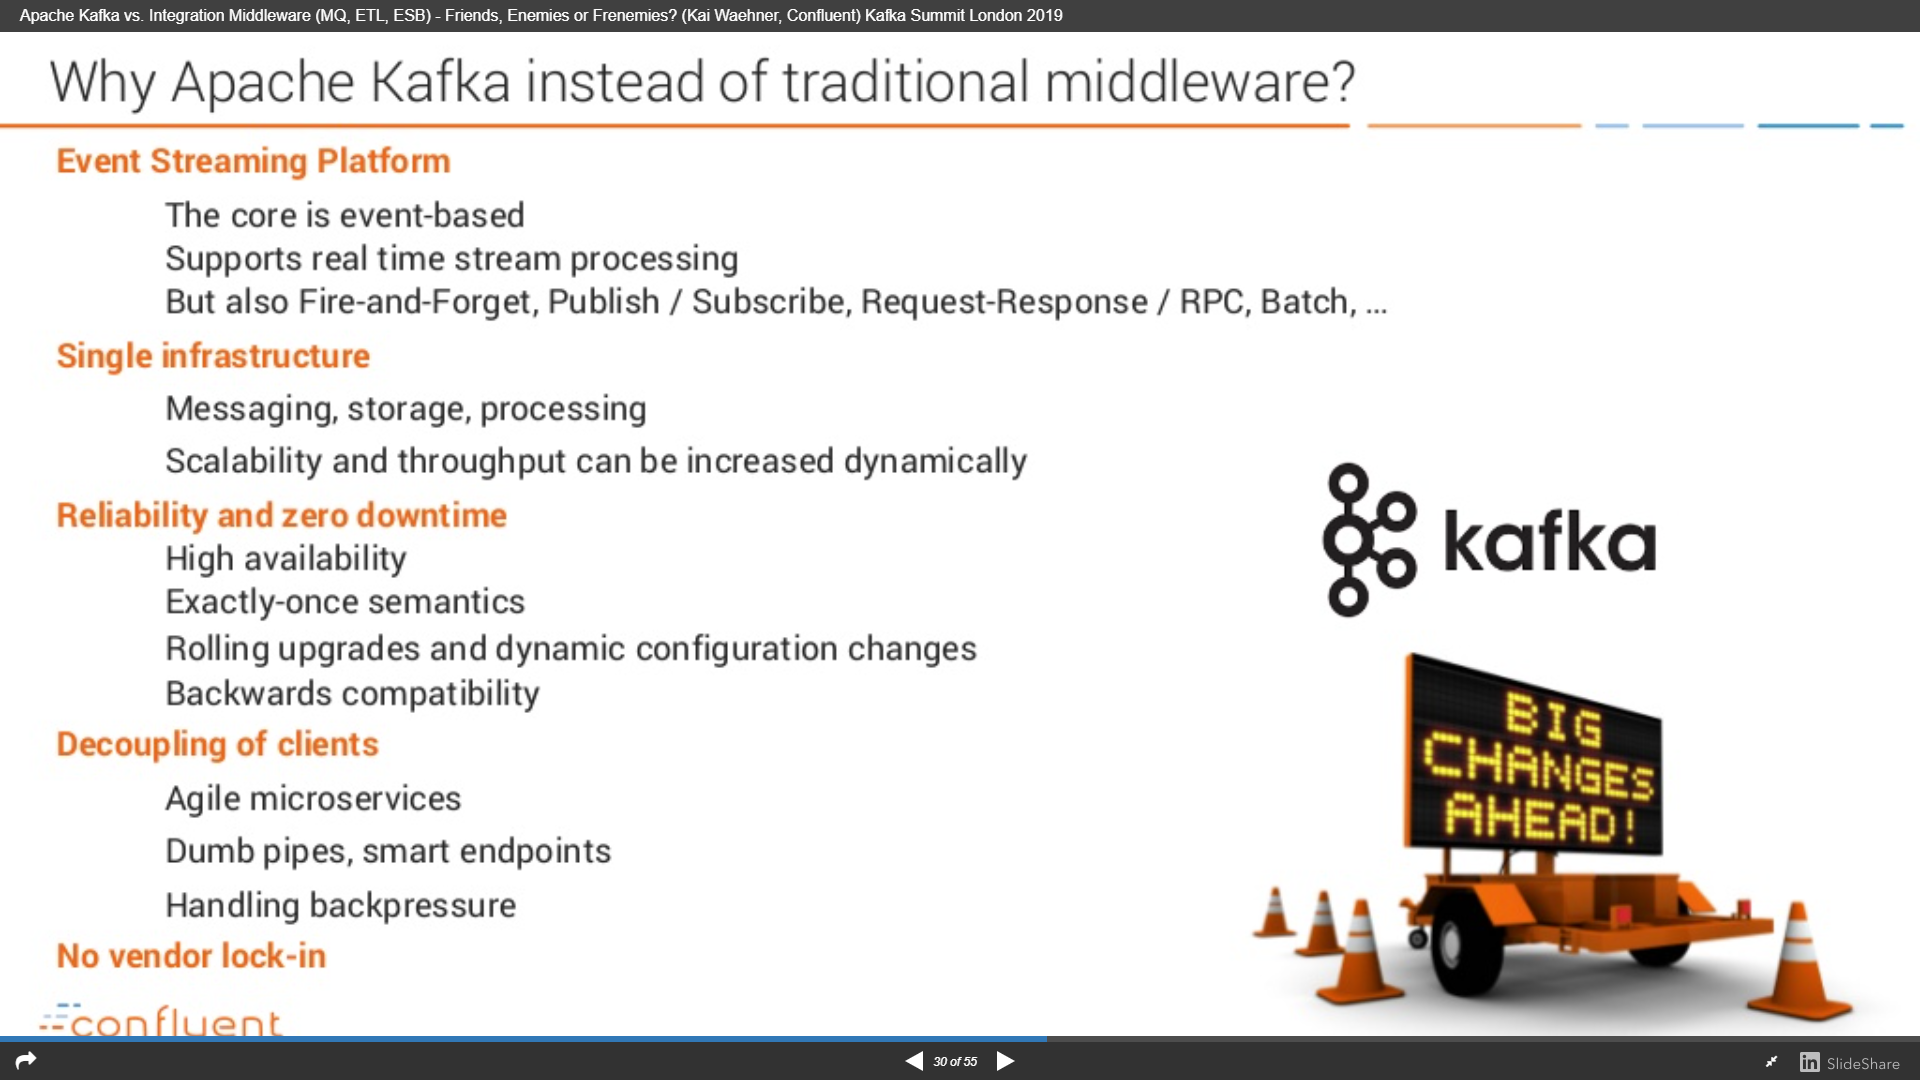 Apache Kafka vs. Integration Middleware (MQ, ETL, ESB) - Friends, Enemies or Frenemies? (Kai Waehner, Confluent) Kafka Summit London 2019
Why Apache Kafka instead of traditional middleware?
Event Streaming Platform
The core is event-based
Supports real time stream processing
But also Fire-and-Forget, Publish / Subscribe, Request-Response / RPC, Batch, ...
Single infrastructure
Messaging, storage, processing
Scalability and throughput can be increased dynamically
Reliability and zero downtime
High availability
Exactly-once semantics
Rolling upgrades and dynamic configuration changes
Backwards compatibility
Decoupling of clients
Agile microservices
Dumb pipes, smart endpoints
Handling backpressure
No vendor lock-in
kafka
BIG
CHANGES
AHEAD!
confluent
30 of 55
in SlideShare